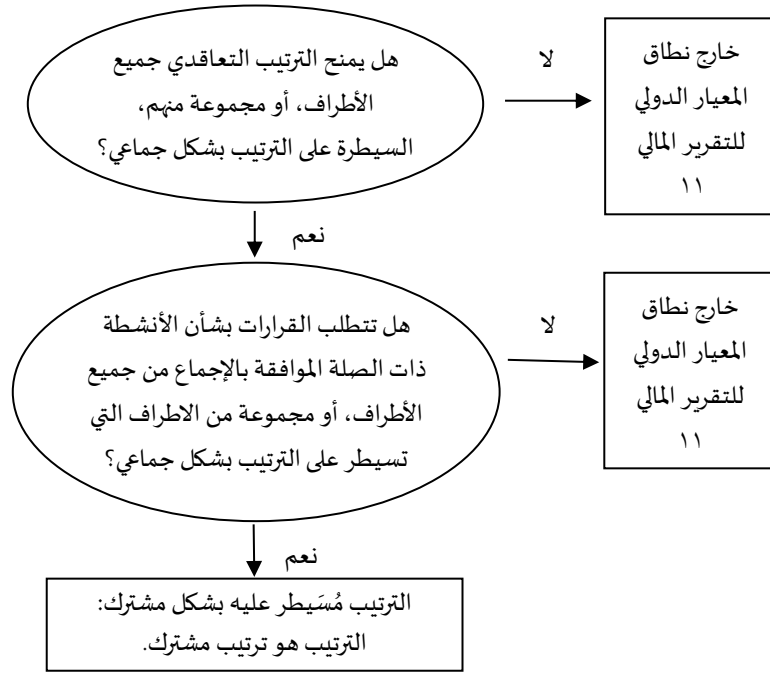 هل يمنح الترتيب التعاقدي جميع
الأطراف، أو مجموعة منهم،
السيطرة على الترتيب بشكل جماعي؟
لا
خارج نطاق
المعيار الدولي
للتقرير المالي
١١
نعم
هل تتطلب القرارات بشأن الأنشطة
ذات الصلة الموافقة بالإجماع من جميع
الأطراف، أو مجموعة من الاطراف التي
تسيطر على الترتيب بشكل جماعي؟
لا
خارج نطاق
المعيار الدولي
للتقرير المالي
١١
نعم
الترتيب مُسَيطر عليه بشكل مشترك:
الترتيب هو ترتيب مشترك.